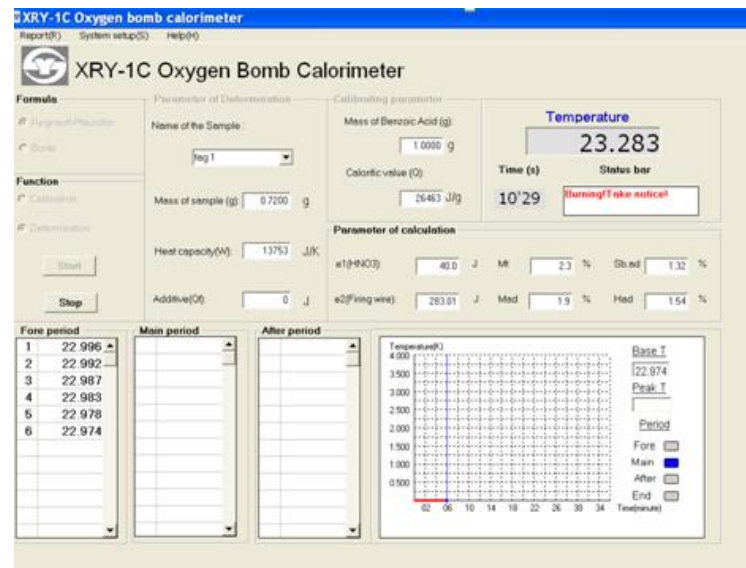 XRY-1C Oxygen bomb calorimeter
Report(R) System setup(S) Help(H)
XRY-1C Oxygen Bomb Calorimeter
Formula
Bunte
Function
Calibration
Determination
Start
Stop
Parameter of Determination
Name of the Sample :
feg 1
Mass of sample (g): 0.7200 g
Heat capacity(W): 13753 J/K
Additive(Qf): 0 J
Calibrating parameter
Mass of Benzoic Acid (g):
1.0000 g
Calorific value (Q):
26463 J/g
Temperature
23.283
Time (s) Status bar
10'29 Burning!Take notice!
Parameter of calculation
e1(HNO3): 40.0 J Mt 2.3 % Sb.ad 1.32 %
e2(Firing wire): 283.01 J Mad 1.9 % Had 1.54 %
Fore period
1 22.996
2 22.992
3 22.987
4 22.983
5 22.978
6 22.974
Main period
After period
Temperature(K)
4.000
3.500
3.000
2.500
2.000
1.500
1.000
0.500
02 06 10 14 18 22 26 30 34 Time(minute)
Base T
22.974
Peak T
Period
Fore
Main
After
End